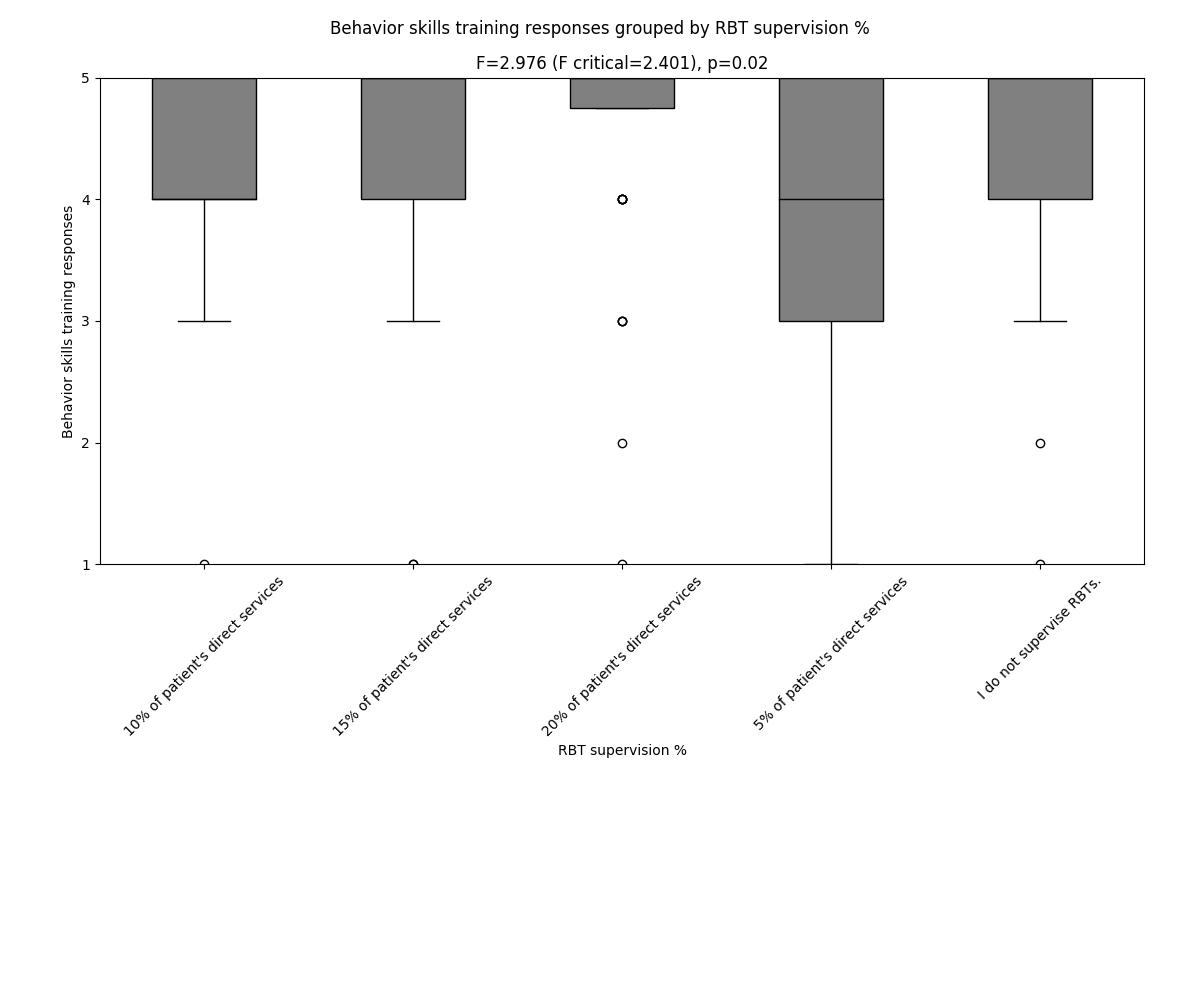 Behavior skills training responses grouped by RBT supervision %
F=2.976 (F critical=2.401), p=0.02
5
4
3
2
1
Behavior skills training responses
10% of patient's direct services
15% of patient's direct services
20% of patient's direct services
5% of patient's direct services
I do not supervise RBTs.
RBT supervision %